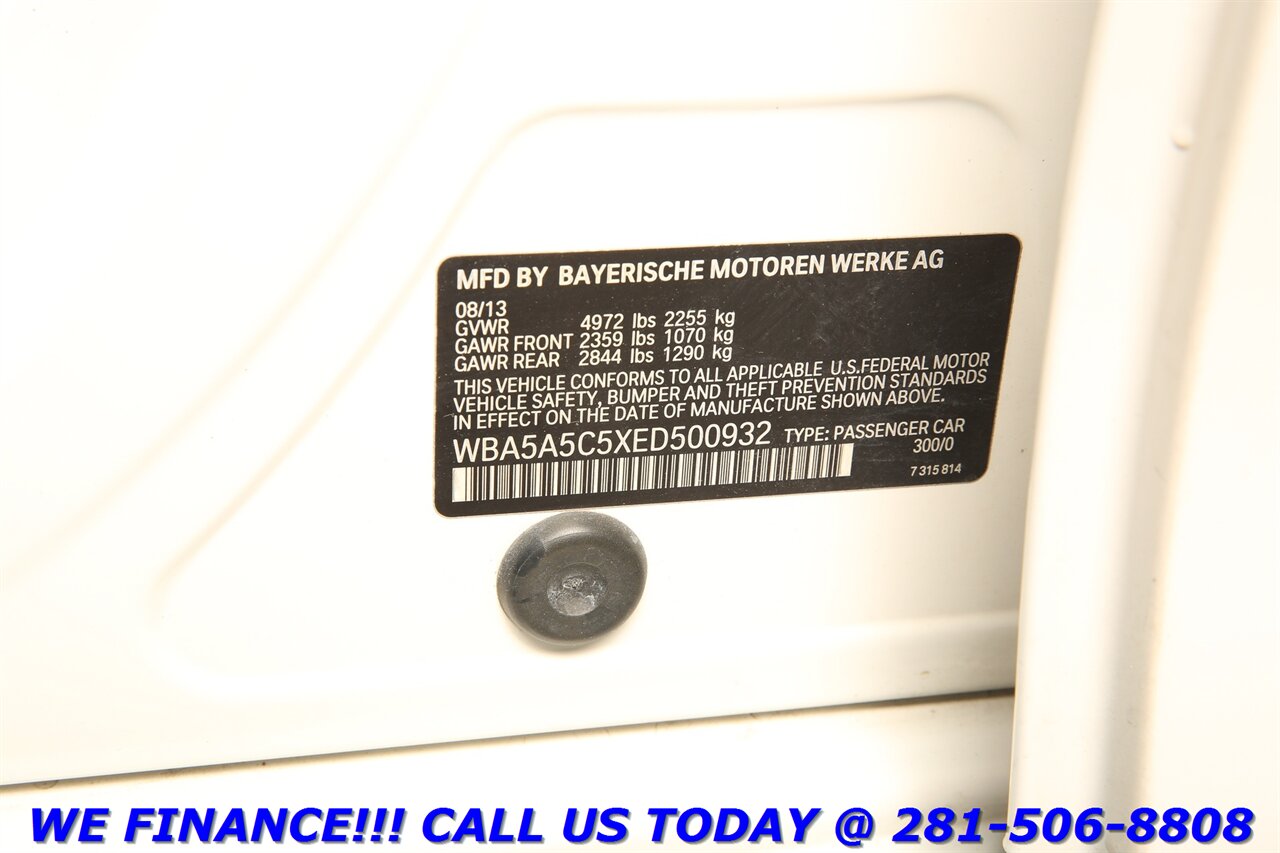 MFD BY BAYERISCHE MOTOREN WERKE AG
08/13
GVWR 4972 lbs 2255 kg
GAWR FRONT 2359 lbs 1070 kg
GAWR REAR 2844 lbs 1290 kg
THIS VEHICLE CONFORMS TO ALL APPLICABLE U.S.FEDERAL MOTOR
VEHICLE SAFETY, BUMPER AND THEFT PREVENTION STANDARDS
IN EFFECT ON THE DATE OF MANUFACTURE SHOWN ABOVE.
WBA5A5C5XED500932 TYPE: PASSENGER CAR
300/0
7 315 814
WE FINANCE!!! CALL US TODAY @ 281-506-8808